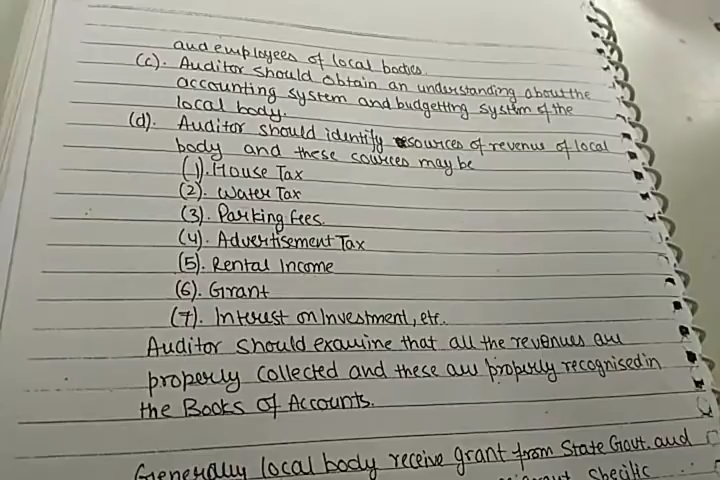 and employees of local bodies.
(c). Auditor should obtain an understanding about the
accounting system and budgetting system of the
local body.
(d). Auditor should identify sources of revenue of local
body and these cources may be
(1). House Tax
(2). Water Tax
(3). Parking fees.
(4). Advertisement Tax
(5). Rental Income
(6). Grant
(7). Interest on Investment, etc..
Auditor should examine that all the revenues are
properly collected and these are properly recognised in
the Books of Accounts.
Generally local body receive grant from State Govt. and
specific